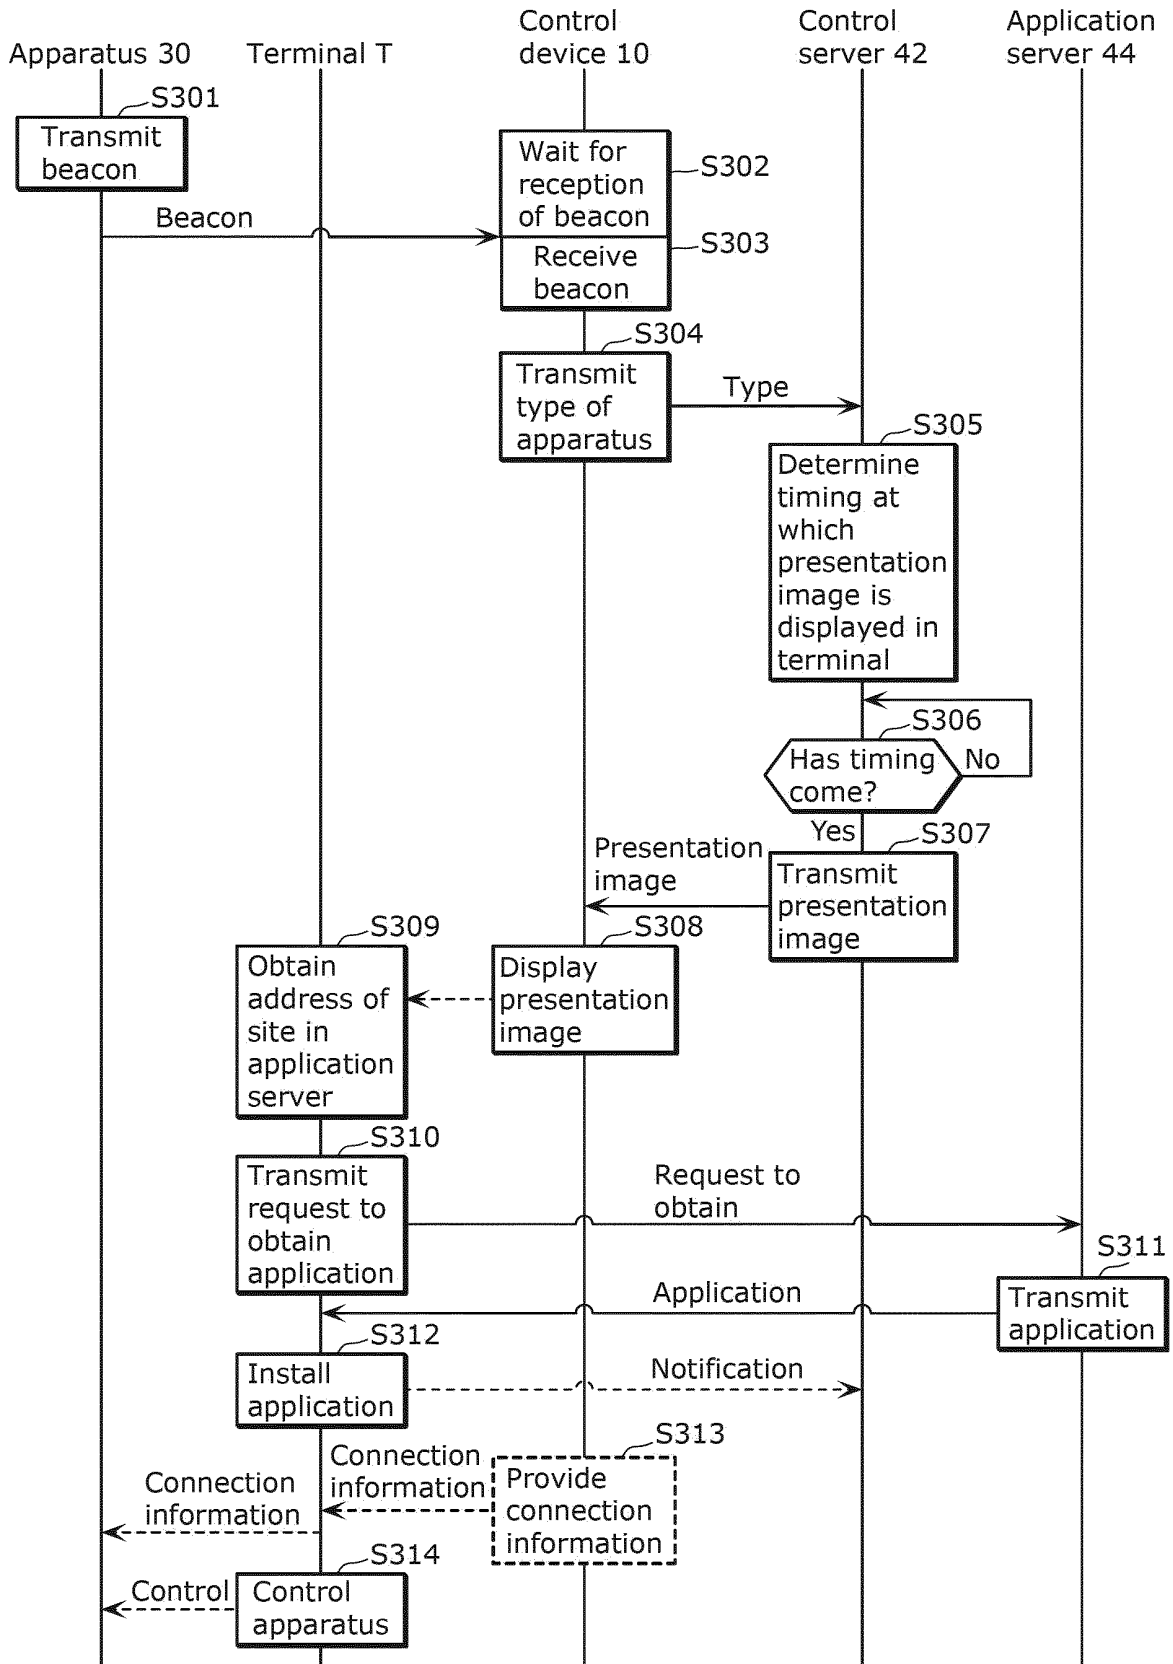 Apparatus 30
Terminal T
Control
device 10
Control
server 42
Application
server 44
S301
Transmit
beacon
Wait for
reception
of beacon
S302
Beacon
S303
Receive
beacon
S304
Transmit
type of
apparatus
Type
S305
Determine
timing at
which
presentation
image is
displayed in
terminal
S306
Has timing
come?
No
Yes
S307
Transmit
presentation
image
Presentation
image
S308
Display
presentation
image
S309
Obtain
address of
site in
application
server
S310
Transmit
request to
obtain
application
Request to
obtain
S311
Transmit
application
Application
S312
Install
application
Notification
S313
Provide
connection
information
Connection
information
Connection
information
S314
Control
apparatus
Control